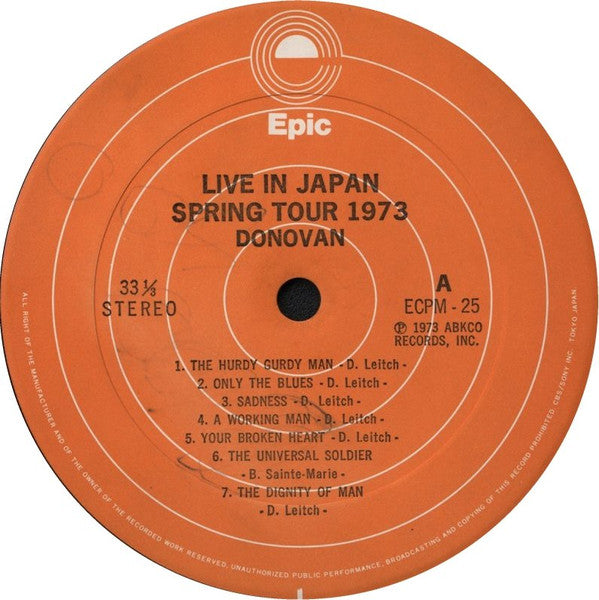 Epic
LIVE IN JAPAN
SPRING TOUR 1973
DONOVAN
33⅓
STEREO
A
ECPM - 25
℗ 1973 ABKCO
RECORDS, INC.
1. THE HURDY GURDY MAN - D. Leitch -
2. ONLY THE BLUES - D. Leitch -
3. SADNESS - D. Leitch -
4. A WORKING MAN - D. Leitch -
5. YOUR BROKEN HEART - D. Leitch -
6. THE UNIVERSAL SOLDIER
- B. Sainte-Marie -
7. THE DIGNITY OF MAN
- D. Leitch -
ALL RIGHT OF THE MANUFACTURER AND OF THE OWNER OF THE RECORDED WORK RESERVED, UNAUTHORIZED PUBLIC PERFORMANCE, BROADCASTING AND COPYING OF THIS RECORD PROHIBITED. CBS/SONY INC. TOKYO JAPAN.